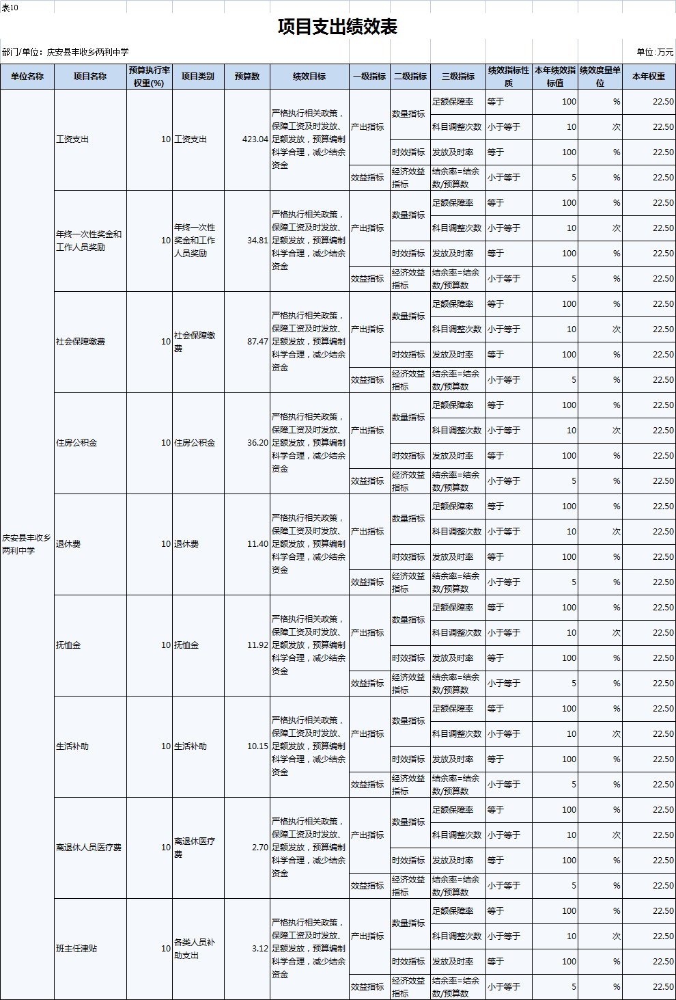 表10
项目支出绩效表
部门/单位：庆安县丰收乡两利中学 单位:万元
单位名称 项目名称 预算执行率权重(%) 项目类别 预算数 绩效目标 一级指标 二级指标 三级指标 绩效指标性质 本年绩效指标值 绩效度量单位 本年权重
庆安县丰收乡两利中学
工资支出 10 工资支出 423.04 严格执行相关政策，保障工资及时发放、足额发放，预算编制科学合理，减少结余资金
产出指标 数量指标 足额保障率 等于 100 % 22.50
科目调整次数 小于等于 10 次 22.50
时效指标 发放及时率 等于 100 % 22.50
效益指标 经济效益指标 结余率=结余数/预算数 小于等于 5 % 22.50
年终一次性奖金和工作人员奖励 10 年终一次性奖金和工作人员奖励 34.81 严格执行相关政策，保障工资及时发放、足额发放，预算编制科学合理，减少结余资金
产出指标 数量指标 足额保障率 等于 100 % 22.50
科目调整次数 小于等于 10 次 22.50
时效指标 发放及时率 等于 100 % 22.50
效益指标 经济效益指标 结余率=结余数/预算数 小于等于 5 % 22.50
社会保障缴费 10 社会保障缴费 87.47 严格执行相关政策，保障工资及时发放、足额发放，预算编制科学合理，减少结余资金
产出指标 数量指标 足额保障率 等于 100 % 22.50
科目调整次数 小于等于 10 次 22.50
时效指标 发放及时率 等于 100 % 22.50
效益指标 经济效益指标 结余率=结余数/预算数 小于等于 5 % 22.50
住房公积金 10 住房公积金 36.20 严格执行相关政策，保障工资及时发放、足额发放，预算编制科学合理，减少结余资金
产出指标 数量指标 足额保障率 等于 100 % 22.50
科目调整次数 小于等于 10 次 22.50
时效指标 发放及时率 等于 100 % 22.50
效益指标 经济效益指标 结余率=结余数/预算数 小于等于 5 % 22.50
退休费 10 退休费 11.40 严格执行相关政策，保障工资及时发放、足额发放，预算编制科学合理，减少结余资金
产出指标 数量指标 足额保障率 等于 100 % 22.50
科目调整次数 小于等于 10 次 22.50
时效指标 发放及时率 等于 100 % 22.50
效益指标 经济效益指标 结余率=结余数/预算数 小于等于 5 % 22.50
抚恤金 10 抚恤金 11.92 严格执行相关政策，保障工资及时发放、足额发放，预算编制科学合理，减少结余资金
产出指标 数量指标 足额保障率 等于 100 % 22.50
科目调整次数 小于等于 10 次 22.50
时效指标 发放及时率 等于 100 % 22.50
效益指标 经济效益指标 结余率=结余数/预算数 小于等于 5 % 22.50
生活补助 10 生活补助 10.15 严格执行相关政策，保障工资及时发放、足额发放，预算编制科学合理，减少结余资金
产出指标 数量指标 足额保障率 等于 100 % 22.50
科目调整次数 小于等于 10 次 22.50
时效指标 发放及时率 等于 100 % 22.50
效益指标 经济效益指标 结余率=结余数/预算数 小于等于 5 % 22.50
离退休人员医疗费 10 离退休医疗费 2.70 严格执行相关政策，保障工资及时发放、足额发放，预算编制科学合理，减少结余资金
产出指标 数量指标 足额保障率 等于 100 % 22.50
科目调整次数 小于等于 10 次 22.50
时效指标 发放及时率 等于 100 % 22.50
效益指标 经济效益指标 结余率=结余数/预算数 小于等于 5 % 22.50
班主任津贴 10 各类人员补助支出 3.12 严格执行相关政策，保障工资及时发放、足额发放，预算编制科学合理，减少结余资金
产出指标 数量指标 足额保障率 等于 100 % 22.50
科目调整次数 小于等于 10 次 22.50
时效指标 发放及时率 等于 100 % 22.50
效益指标 经济效益指标 结余率=结余数/预算数 小于等于 5 % 22.50